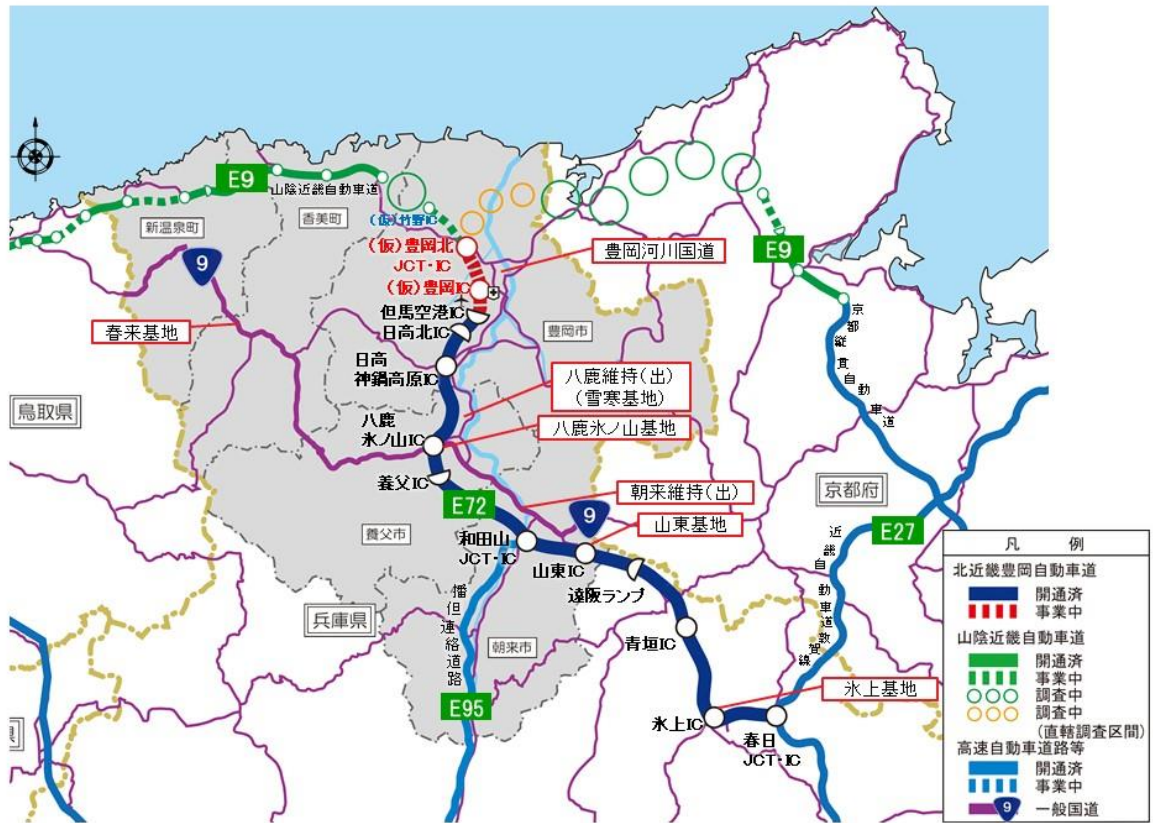 E9
山陰近畿自動車道
新温泉町
香美町
(仮)竹野IC
9
(仮)豊岡北
JCT・IC
(仮)豊岡IC
豊岡河川国道
E9
但馬空港IC
日高北IC
春来基地
豊岡市
京都縦貫自動車道
日高
神鍋高原IC
八鹿維持(出)
(雪寒基地)
鳥取県
八鹿
氷ノ山IC
八鹿氷ノ山基地
養父IC
京都府
朝来維持(出)
E72
9
山東基地
E27
養父市
和田山
JCT・IC
山東IC
遠阪ランプ
近畿自動車道敦賀線
播但連絡道路
兵庫県
朝来市
青垣IC
氷上基地
E95
氷上IC
春日
JCT・IC
県
凡 例
北近畿豊岡自動車道
開通済
事業中
山陰近畿自動車道
開通済
事業中
調査中
調査中
(直轄調査区間)
高速自動車道路等
開通済
事業中
9
一般国道